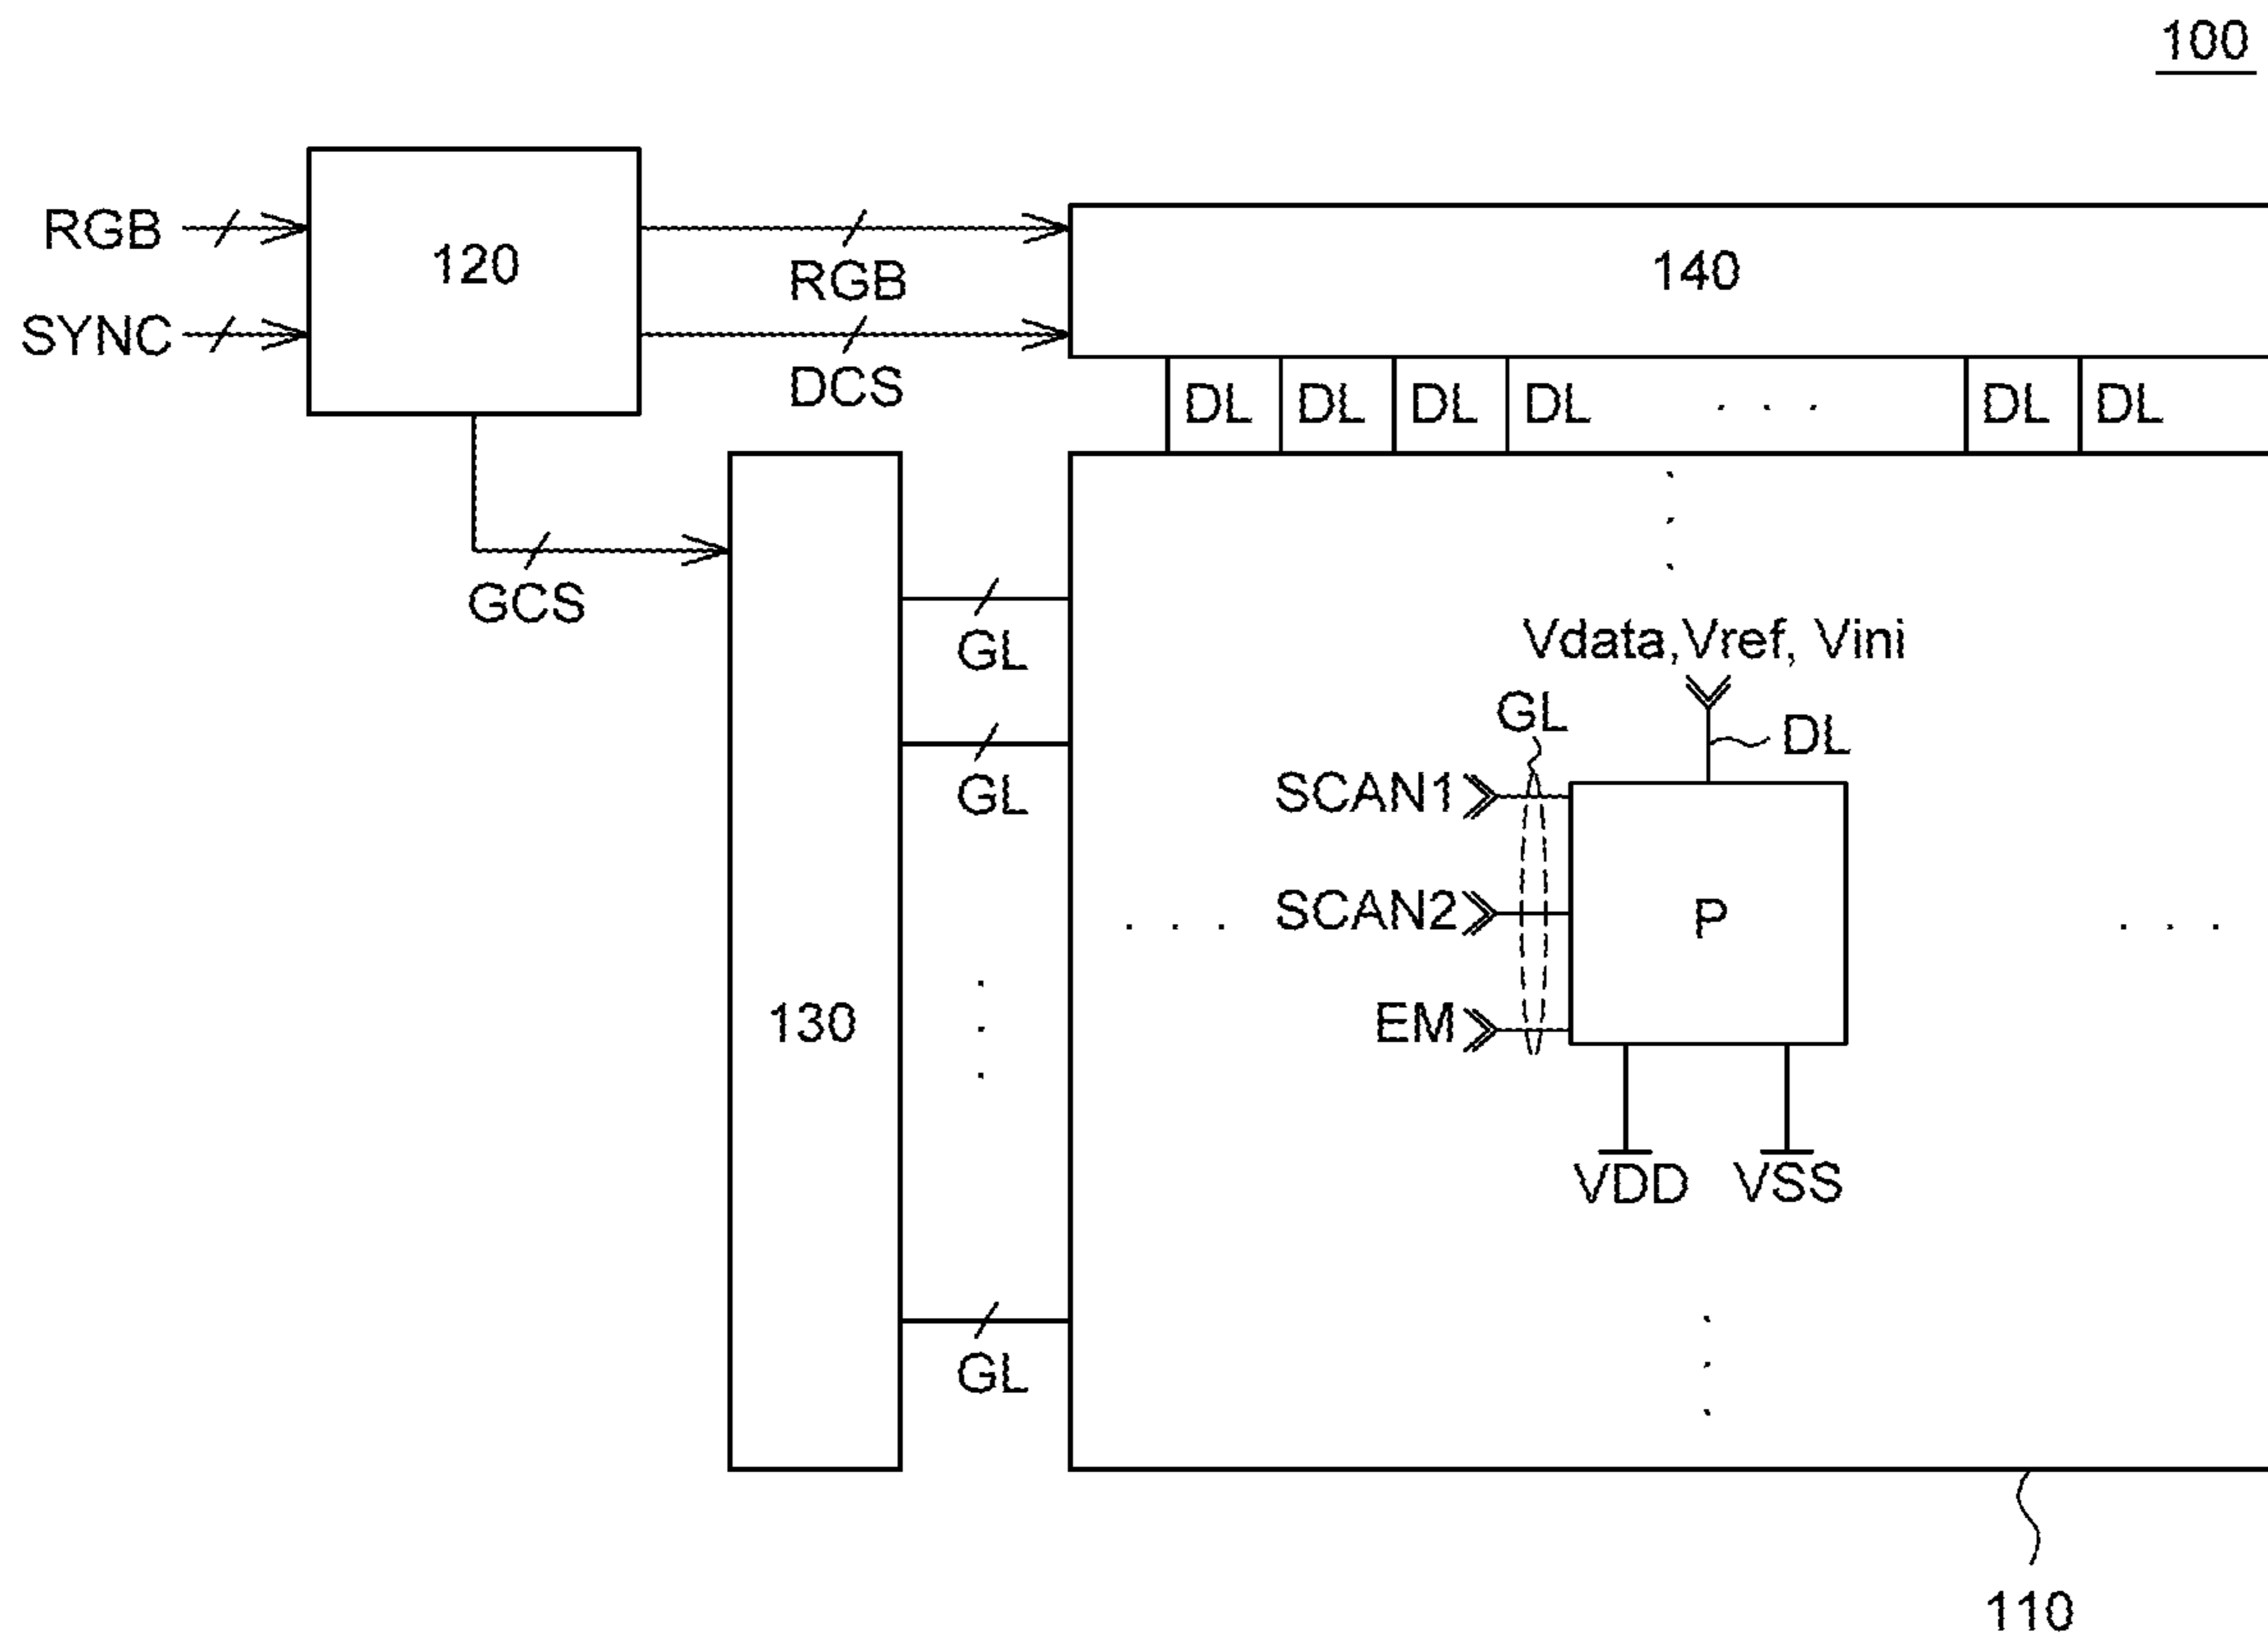 100
RGB
120
RGB
140
SYNC
DCS
DL DL DL DL . . . DL DL
GCS
GL
Vdata,Vref, Vini
GL
DL
GL
SCAN1
. . . SCAN2
P
. . .
130
EM
VDD
VSS
GL
110